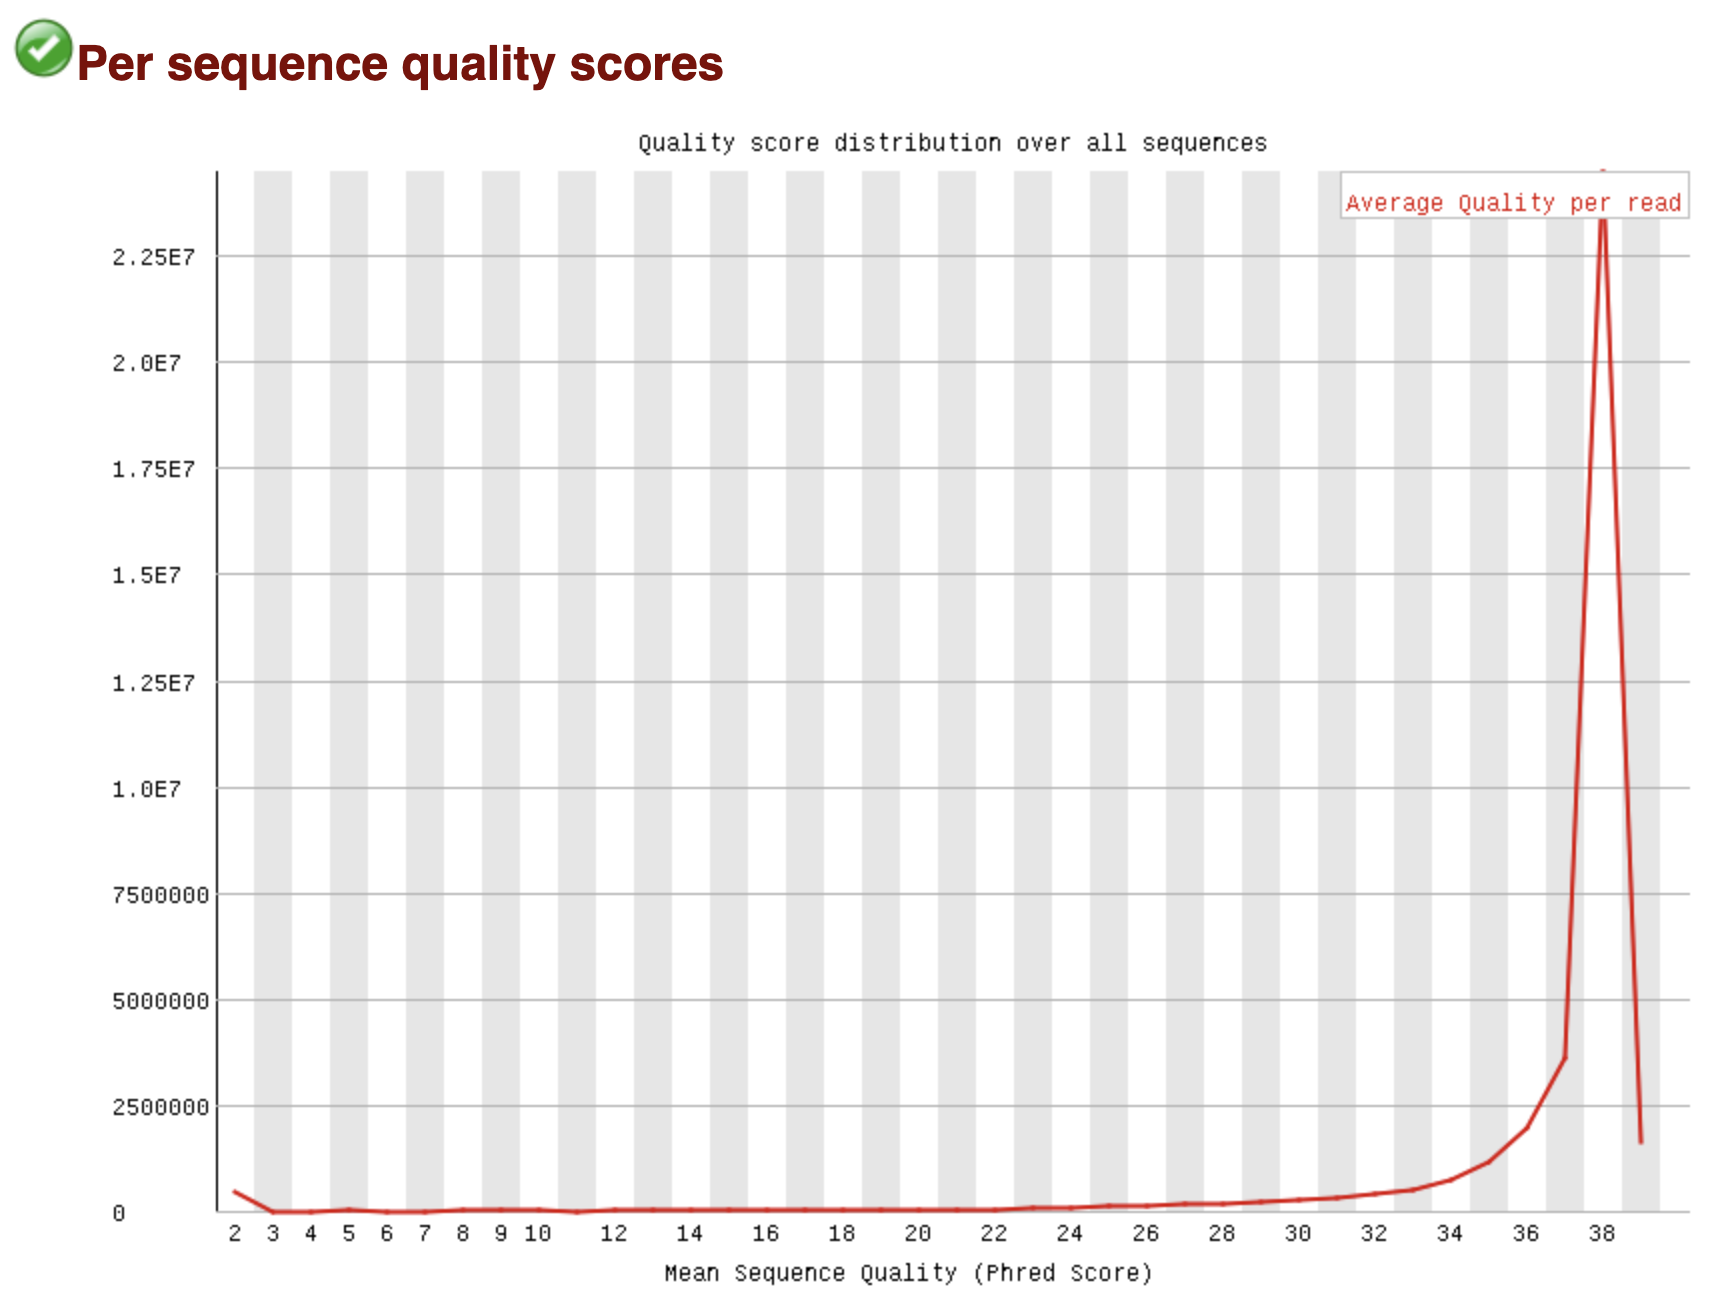 Per sequence quality scores
Quality score distribution over all sequences
Average Quality per read
2.25E7
2.0E7
1.75E7
1.5E7
1.25E7
1.0E7
7500000
5000000
2500000
0
2 3 4 5 6 7 8 9 10 12 14 16 18 20 22 24 26 28 30 32 34 36 38
Mean Sequence Quality (Phred Score)